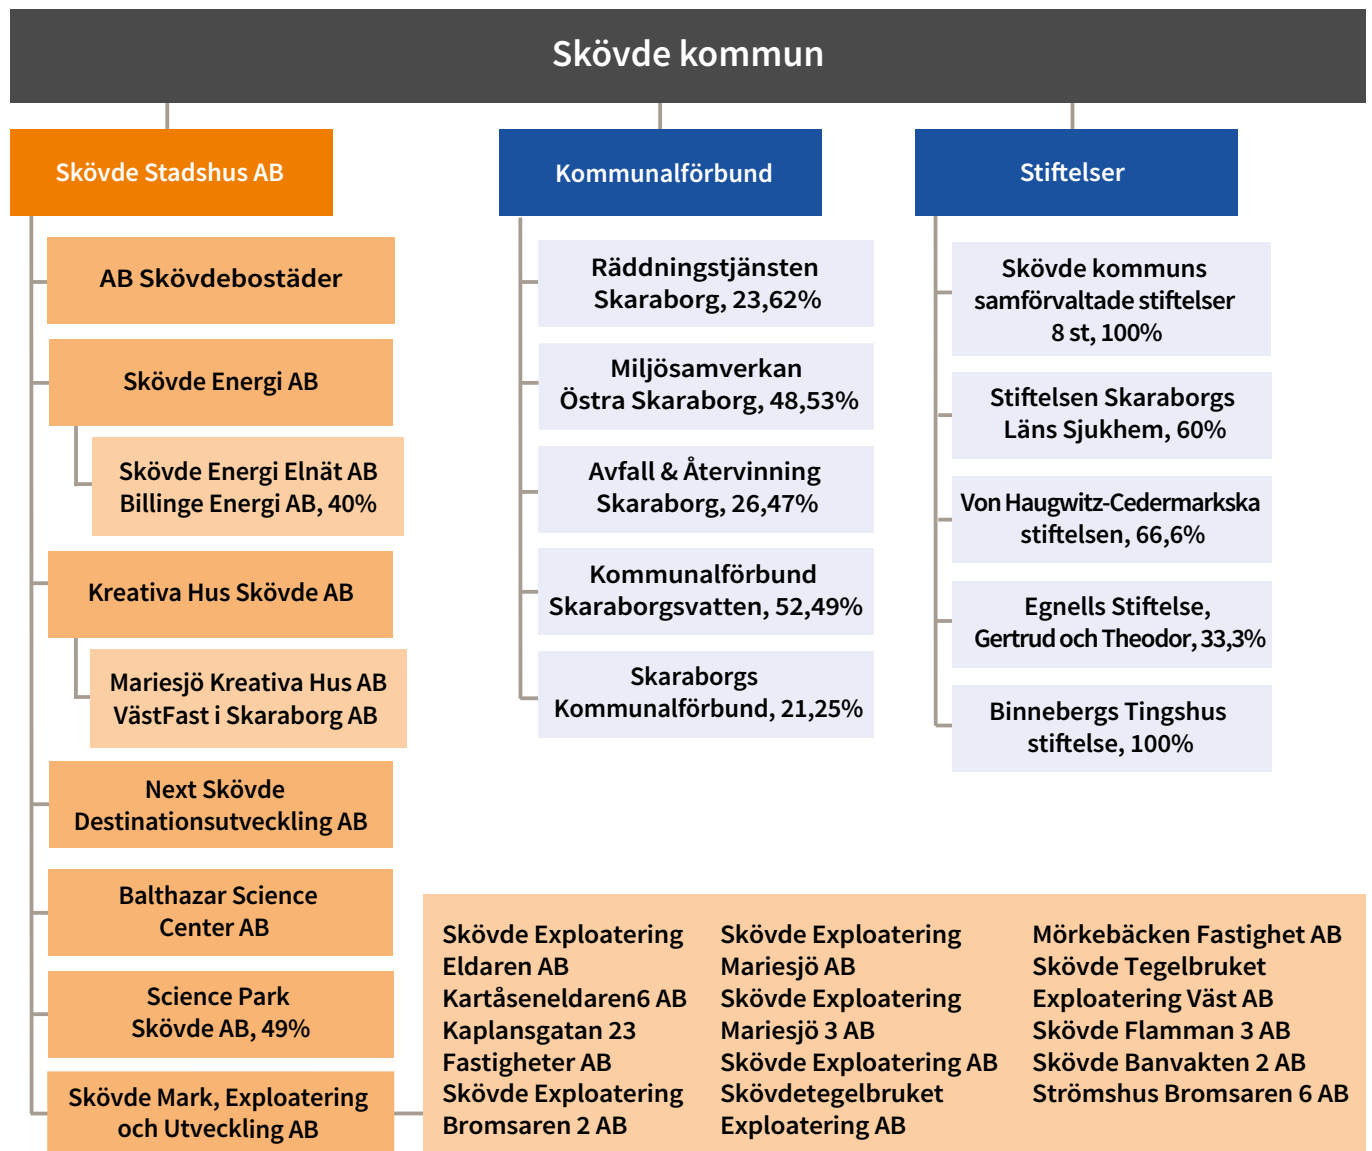 Skövde kommun
Skövde Stadshus AB
AB Skövdebostäder
Skövde Energi AB
Skövde Energi Elnät AB
Billinge Energi AB, 40%
Kreativa Hus Skövde AB
Mariesjö Kreativa Hus AB
VästFast i Skaraborg AB
Next Skövde
Destinationsutveckling AB
Balthazar Science
Center AB
Science Park
Skövde AB, 49%
Skövde Mark, Exploatering
och Utveckling AB
Skövde Exploatering
Eldaren AB
Kartåseneldaren6 AB
Kaplansgatan 23
Fastigheter AB
Skövde Exploatering
Bromsaren 2 AB
Skövde Exploatering
Mariesjö AB
Skövde Exploatering
Mariesjö 3 AB
Skövde Exploatering AB
Skövdetegelbruket
Exploatering AB
Mörkebäcken Fastighet AB
Skövde Tegelbruket
Exploatering Väst AB
Skövde Flamman 3 AB
Skövde Banvakten 2 AB
Strömshus Bromsaren 6 AB
Kommunalförbund
Räddningstjänsten
Skaraborg, 23,62%
Miljösamverkan
Östra Skaraborg, 48,53%
Avfall & Återvinning
Skaraborg, 26,47%
Kommunalförbund
Skaraborgsvatten, 52,49%
Skaraborgs
Kommunalförbund, 21,25%
Stiftelser
Skövde kommuns
samförvaltade stiftelser
8 st, 100%
Stiftelsen Skaraborgs
Läns Sjukhem, 60%
Von Haugwitz-Cedermarkska
stiftelsen, 66,6%
Egnells Stiftelse,
Gertrud och Theodor, 33,3%
Binnebergs Tingshus
stiftelse, 100%